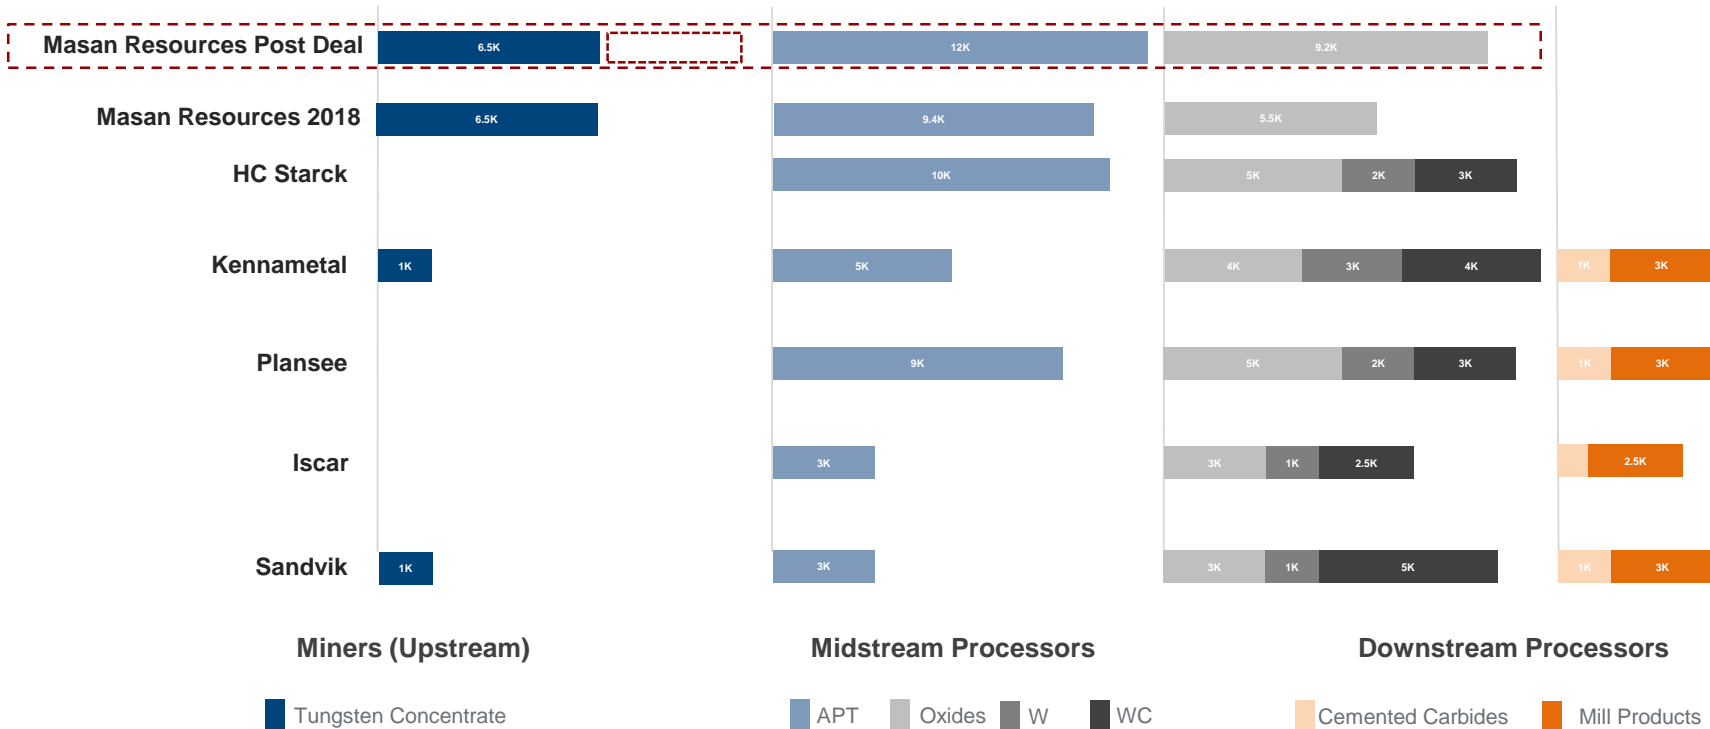 Masan Resources Post Deal 6.5K 12K 9.2K
Masan Resources 2018 6.5K 9.4K 5.5K
HC Starck 10K 5K 2K 3K
Kennametal 1K 5K 4K 3K 4K 1K 3K
Plansee 9K 5K 2K 3K 1K 3K
Iscar 3K 3K 1K 2.5K 2.5K
Sandvik 1K 3K 3K 1K 5K 1K 3K
Miners (Upstream) Midstream Processors Downstream Processors
Tungsten Concentrate APT Oxides W WC Cemented Carbides Mill Products